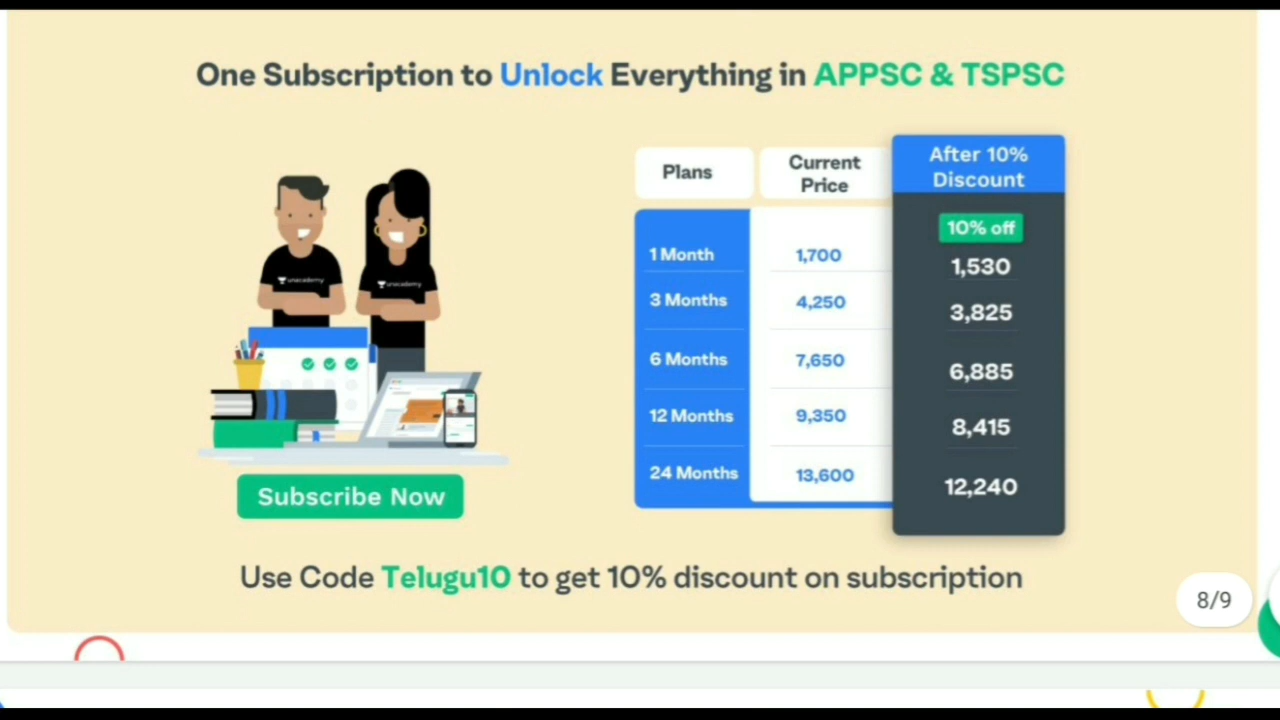 One Subscription to Unlock Everything in APPSC & TSPSC
Plans
Current
Price
After 10%
Discount
10% off
1 Month
1,700
1,530
3 Months
4,250
3,825
6 Months
7,650
6,885
12 Months
9,350
8,415
24 Months
13,600
12,240
unacademy
unacademy
Subscribe Now
Use Code Telugu10 to get 10% discount on subscription
8/9